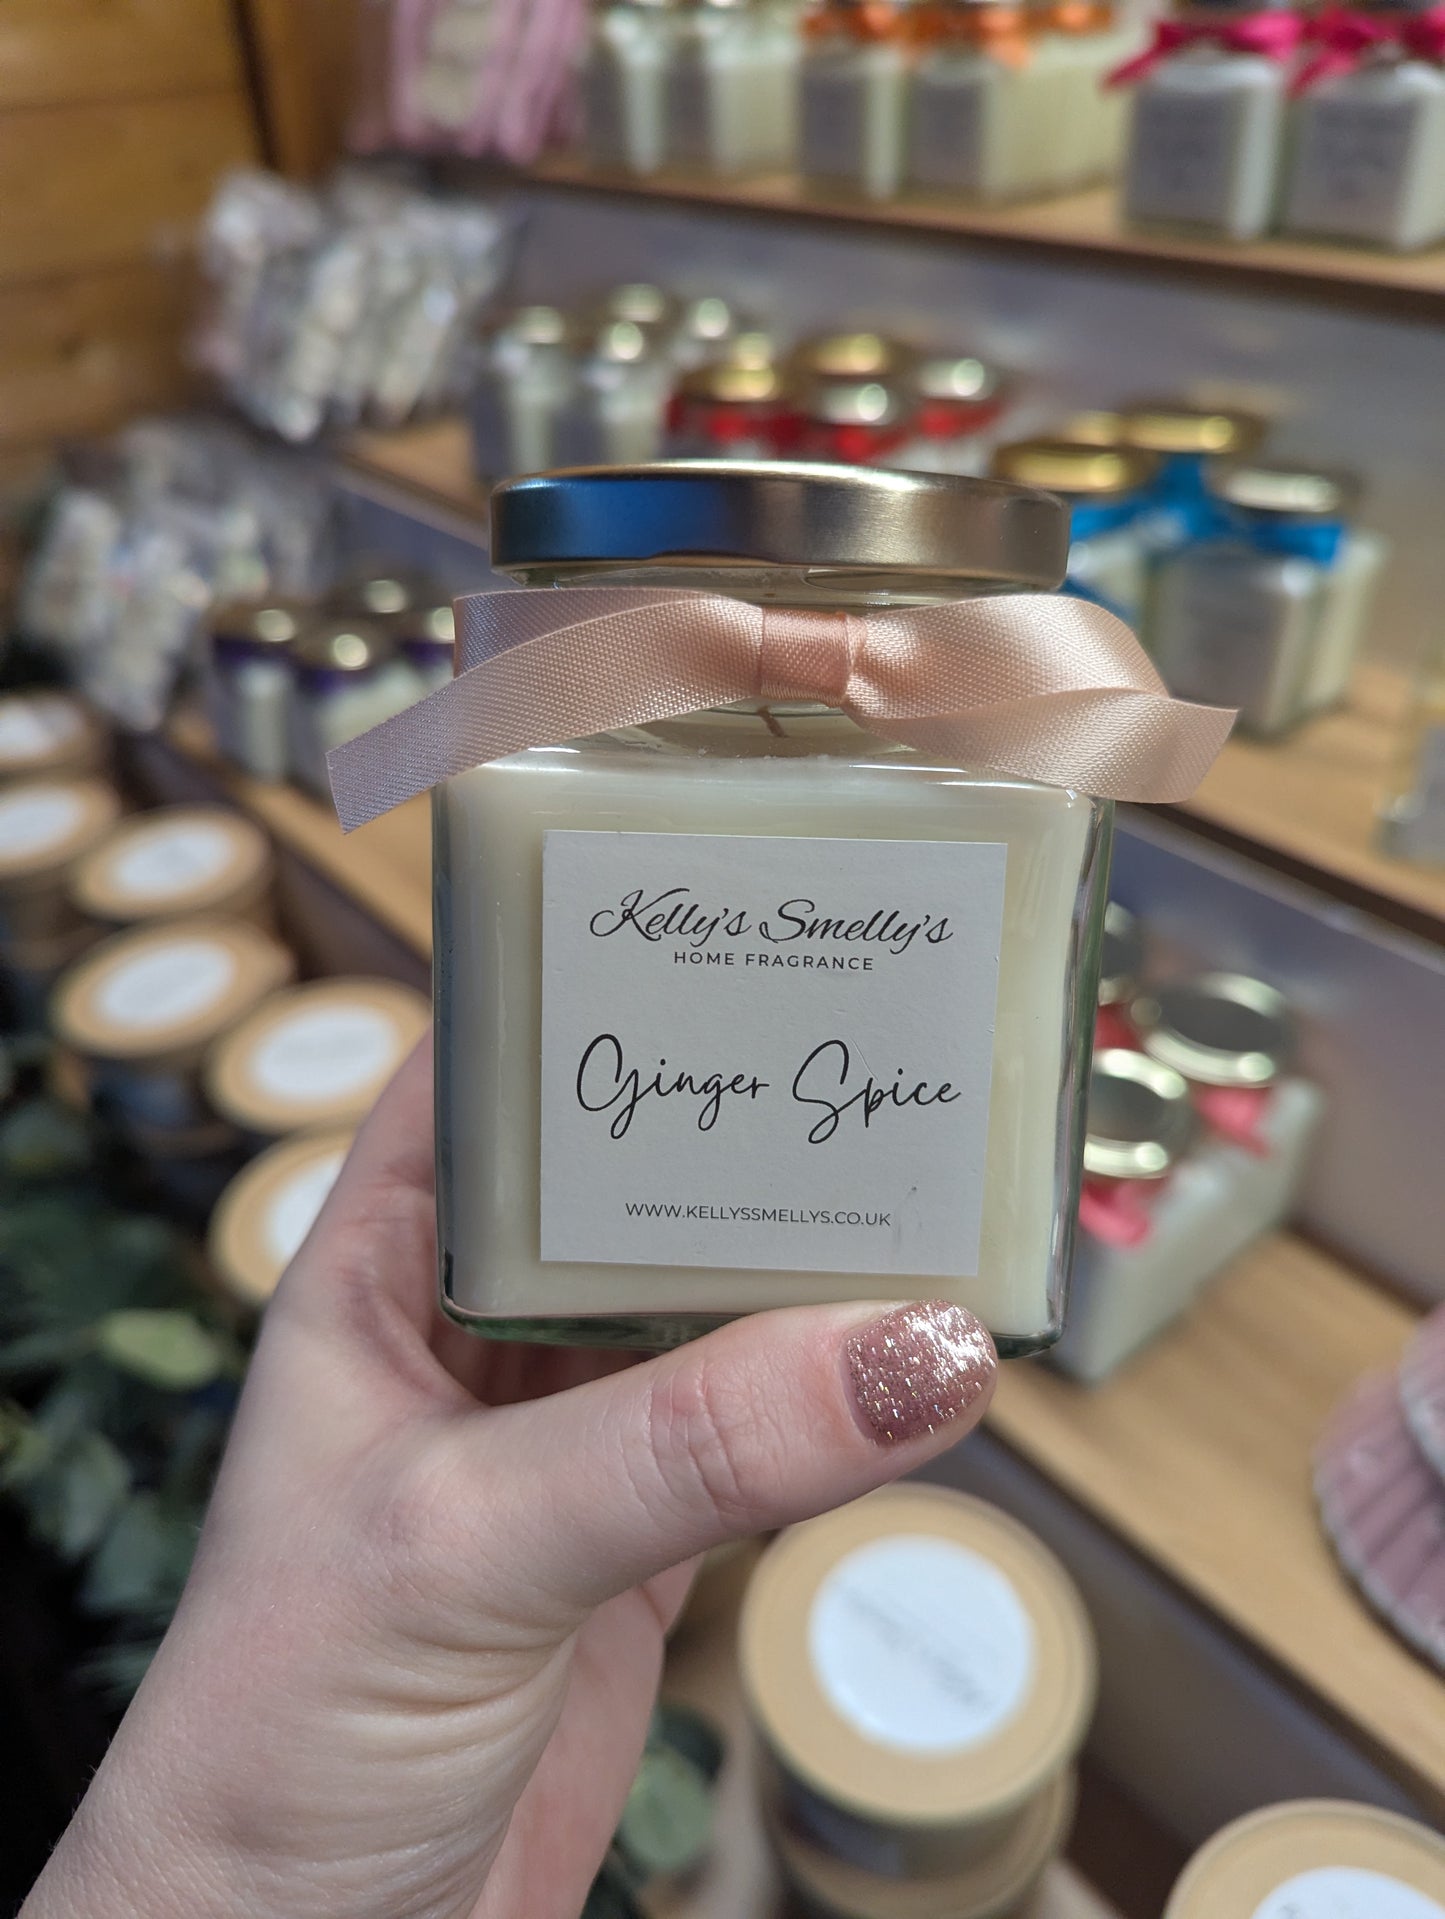 Kelly's Smelly's
HOME FRAGRANCE
Ginger Spice
WWW.KELLYSSMELLYS.CO.UK